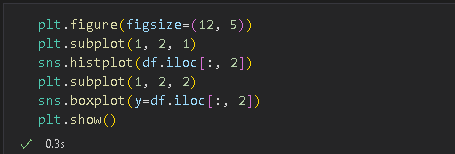 plt.figure(figsize=(12, 5))
plt.subplot(1, 2, 1)
sns.histplot(df.iloc[:, 2])
plt.subplot(1, 2, 2)
sns.boxplot(y=df.iloc[:, 2])
plt.show()
✓ 0.3s